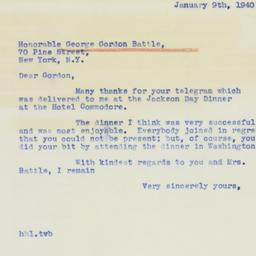 January 9th, 1940
Honorable George Gordon Battle,
70 Pine Street,
New York, N.Y.
Dear Gordon,
Many thanks for your telegram which
was delivered to me at the Jackson Day Dinner
at the Hotel Commodore.
The dinner I think was very successful
and was most enjoyable. Everybody joined in regre
that you could not be present; but, of course, you
did your bit by attending the dinner in Washington
With kindest regards to you and Mrs.
Battle, I remain
Very sincerely yours,
hhl.tvb